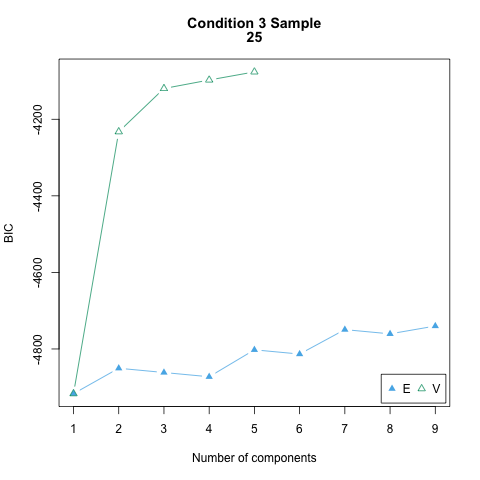 Condition 3 Sample
25
BIC
-4200
-4400
-4600
-4800
E V
1 2 3 4 5 6 7 8 9
Number of components